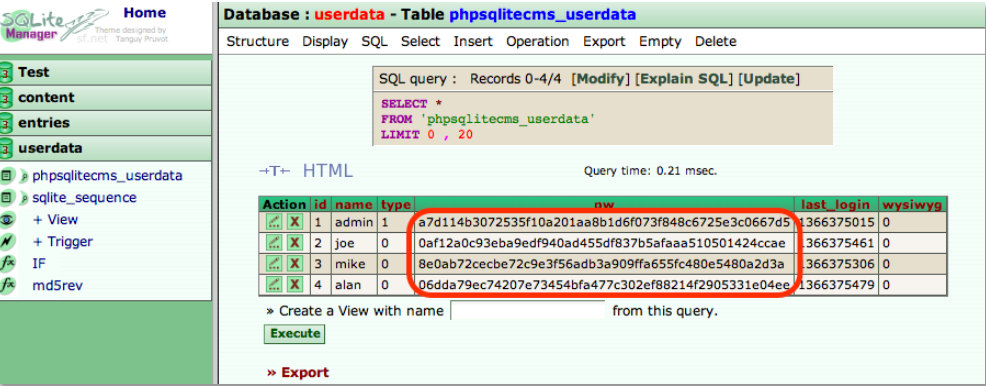 SQLite
Manager
Theme designed by
sf.net Tanguy Pruvot
Home
Test
content
entries
userdata
phpsqlitecms_userdata
sqlite_sequence
+ View
+ Trigger
IF
md5rev
Database : userdata - Table phpsqlitecms_userdata
Structure Display SQL Select Insert Operation Export Empty Delete
SQL query : Records 0-4/4 [Modify] [Explain SQL] [Update]
SELECT *
FROM 'phpsqlitecms_userdata'
LIMIT 0 , 20
→T← HTML
Query time: 0.21 msec.
Action id name type pw last_login wysiwyg
1 admin 1 a7d114b3072535f10a201aa8b1d6f073f848c6725e3c0667d5 1366375015 0
2 joe 0 0af12a0c93eba9edf940ad455df837b5afaaa510501424ccae 1366375461 0
3 mike 0 8e0ab72cecbe72c9e3f56adb3a909ffa655fc480e5480a2d3a 1366375306 0
4 alan 0 06dda79ec74207e73454bfa477c302ef88214f2905331e04ee 1366375479 0
» Create a View with name from this query.
Execute
» Export